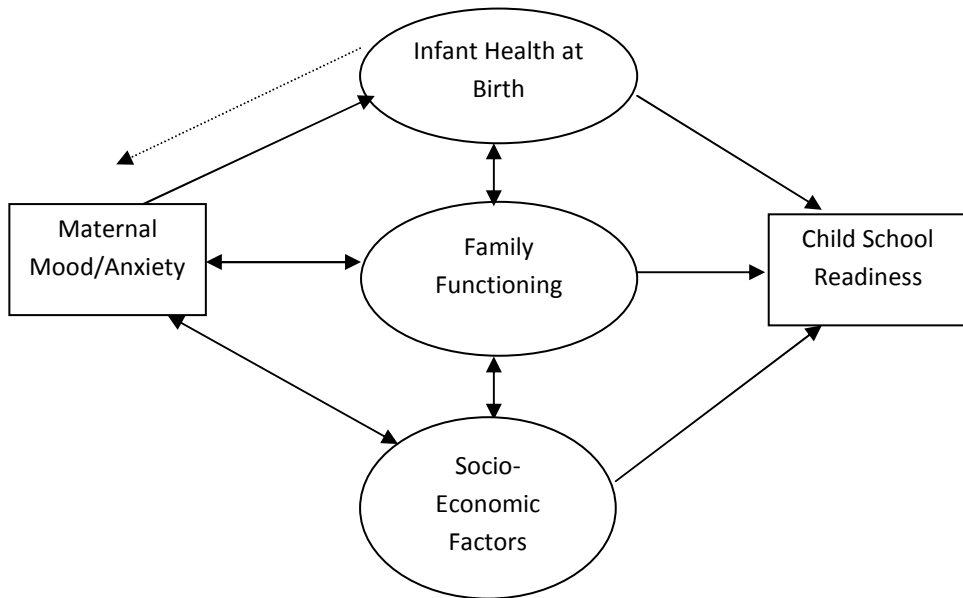 Infant Health at
Birth
Maternal
Mood/Anxiety
Family
Functioning
Child School
Readiness
Socio-
Economic
Factors